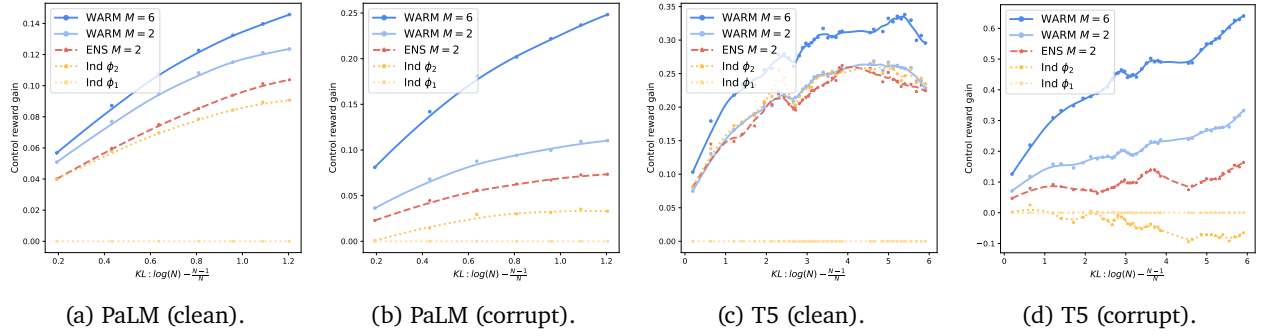 0.14
0.12
0.10
0.08
0.06
0.04
0.02
0.00
Control reward gain
WARM M = 6
WARM M = 2
ENS M = 2
Ind ϕ2
Ind ϕ1
0.2 0.4 0.6 0.8 1.0 1.2
KL : log(N) − N−1/N
(a) PaLM (clean).
0.25
0.20
0.15
0.10
0.05
0.00
Control reward gain
WARM M = 6
WARM M = 2
ENS M = 2
Ind ϕ2
Ind ϕ1
0.2 0.4 0.6 0.8 1.0 1.2
KL : log(N) − N−1/N
(b) PaLM (corrupt).
0.35
0.30
0.25
0.20
0.15
0.10
0.05
0.00
Control reward gain
WARM M = 6
WARM M = 2
ENS M = 2
Ind ϕ2
Ind ϕ1
0 1 2 3 4 5 6
KL : log(N) − N−1/N
(c) T5 (clean).
0.6
0.5
0.4
0.3
0.2
0.1
0.0
−0.1
Control reward gain
WARM M = 6
WARM M = 2
ENS M = 2
Ind ϕ2
Ind ϕ1
0 1 2 3 4 5 6
KL : log(N) − N−1/N
(d) T5 (corrupt).